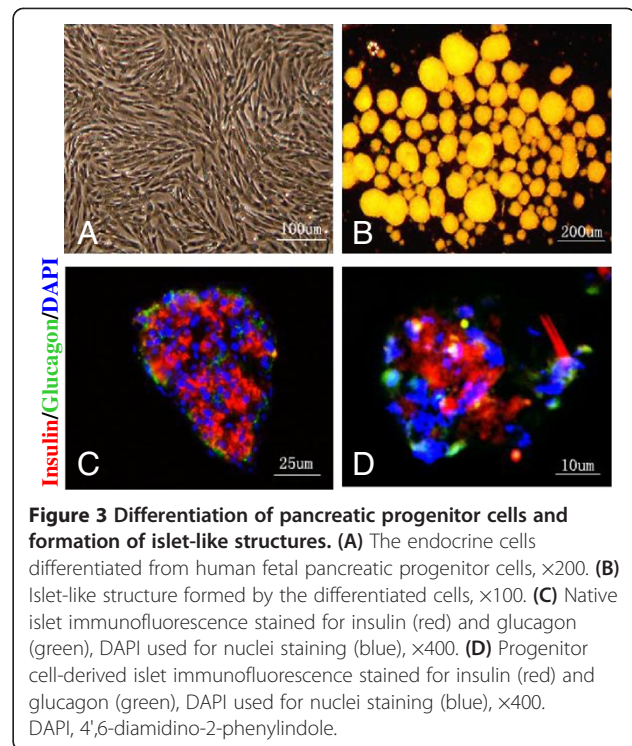 A
100um
B
200um
Insulin/Glucagon/DAPI
C
25um
D
10um
Figure 3 Differentiation of pancreatic progenitor cells and
formation of islet-like structures. (A) The endocrine cells
differentiated from human fetal pancreatic progenitor cells, ×200. (B)
Islet-like structure formed by the differentiated cells, ×100. (C) Native
islet immunofluorescence stained for insulin (red) and glucagon
(green), DAPI used for nuclei staining (blue), ×400. (D) Progenitor
cell-derived islet immunofluorescence stained for insulin (red) and
glucagon (green), DAPI used for nuclei staining (blue), ×400.
DAPI, 4',6-diamidino-2-phenylindole.